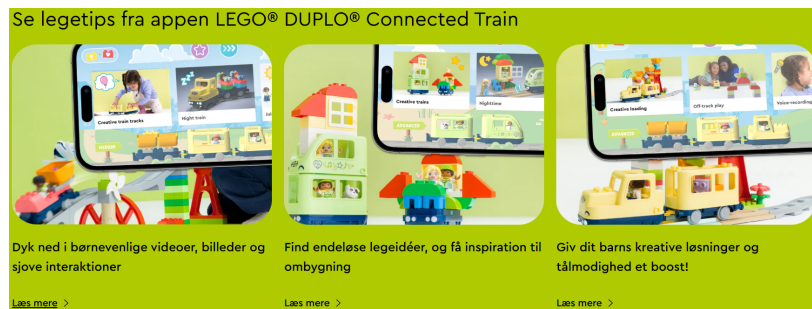 Se legetips fra appen LEGO® DUPLO® Connected Train
Creative train tracks
Night train
Creative trains
Nighttime
ADVANCED
Creative loading
Off-track play
Voice-recording
ADVANCED
Dyk ned i børnevenlige videoer, billeder og
sjove interaktioner
Find endeløse legeidéer, og få inspiration til
ombygning
Giv dit barns kreative løsninger og
tålmodighed et boost!
Læs mere >
Læs mere >
Læs mere >